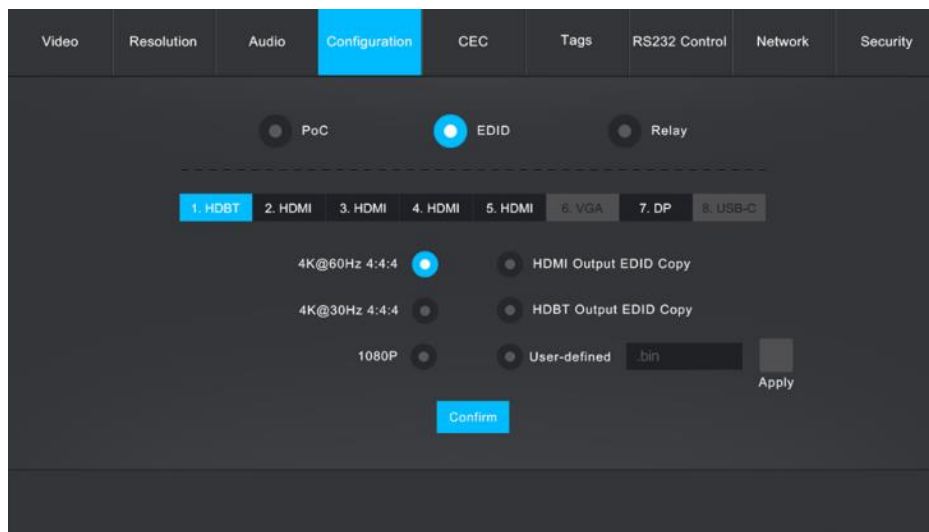 Video Resolution Audio Configuration CEC Tags RS232 Control Network Security
PoC EDID Relay
1. HDBT 2. HDMI 3. HDMI 4. HDMI 5. HDMI 6. VGA 7. DP 8. USB-C
4K@60Hz 4:4:4 HDMI Output EDID Copy
4K@30Hz 4:4:4 HDBT Output EDID Copy
1080P User-defined .bin
Apply
Confirm